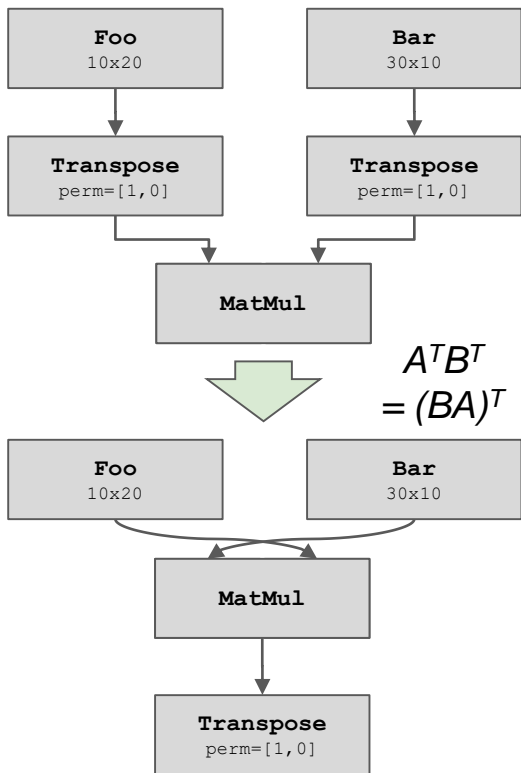 Foo
10x20
Bar
30x10
Transpose
perm=[1,0]
Transpose
perm=[1,0]
MatMul
AᵀBᵀ
= (BA)ᵀ
Foo
10x20
Bar
30x10
MatMul
Transpose
perm=[1,0]